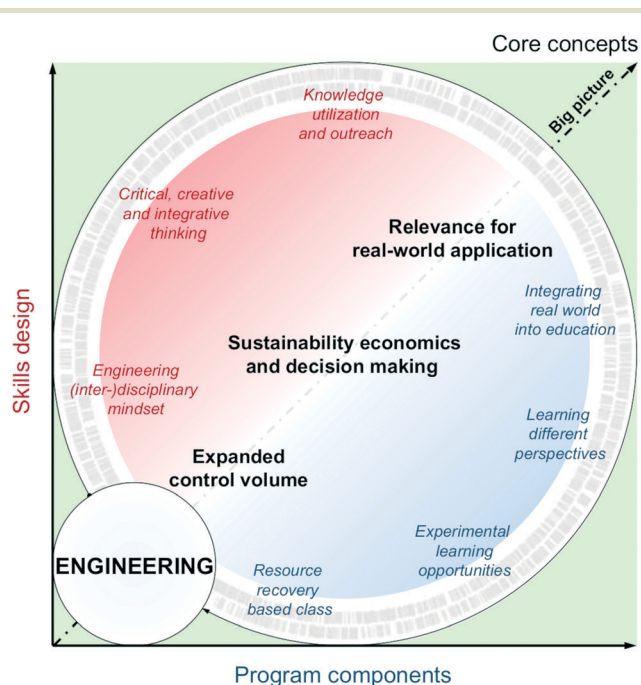 Core concepts
Big picture
Knowledge
utilization
and outreach
Critical, creative
and integrative
thinking
Relevance for
real-world application
Integrating
real world
into education
Sustainability economics
and decision making
Engineering
(inter-)disciplinary
mindset
Learning
different
perspectives
Expanded
control volume
Experimental
learning
opportunities
ENGINEERING
Resource
recovery
based class
Skills design
Program components